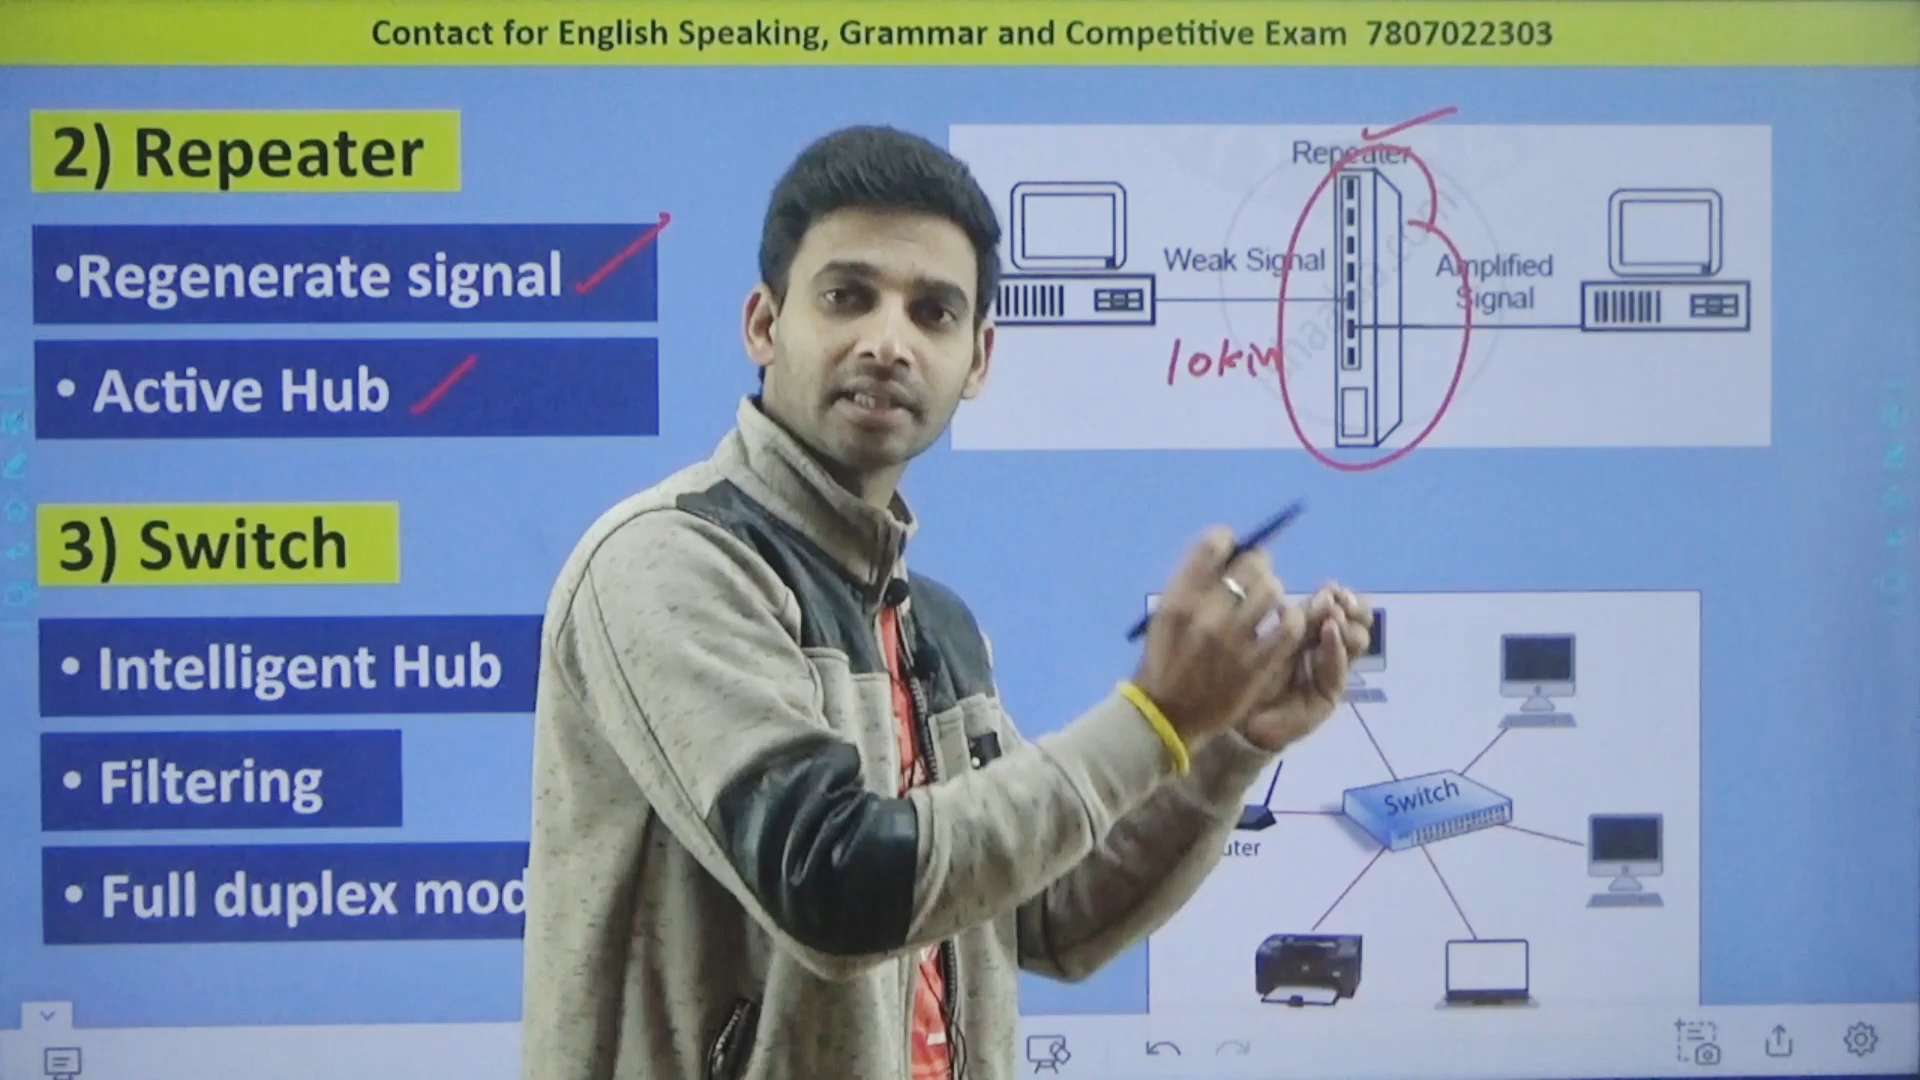 Contact for English Speaking, Grammar and Competitive Exam 7807022303
2) Repeater
•Regenerate signal
• Active Hub
Repeater
Weak Signal
Amplified
Signal
10km
3) Switch
• Intelligent Hub
• Filtering
• Full duplex mod
Switch
uter